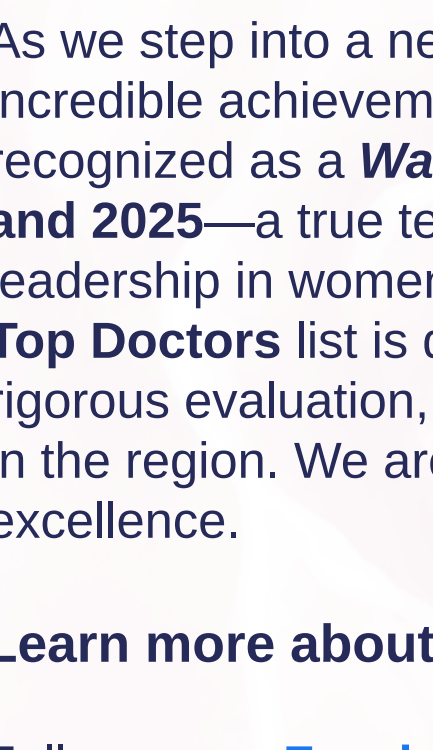 As we step into a ne
ncredible achievem
recognized as a Wa
and 2025—a true te
eadership in women
Top Doctors list is d
rigorous evaluation,
n the region. We are
excellence.
Learn more about